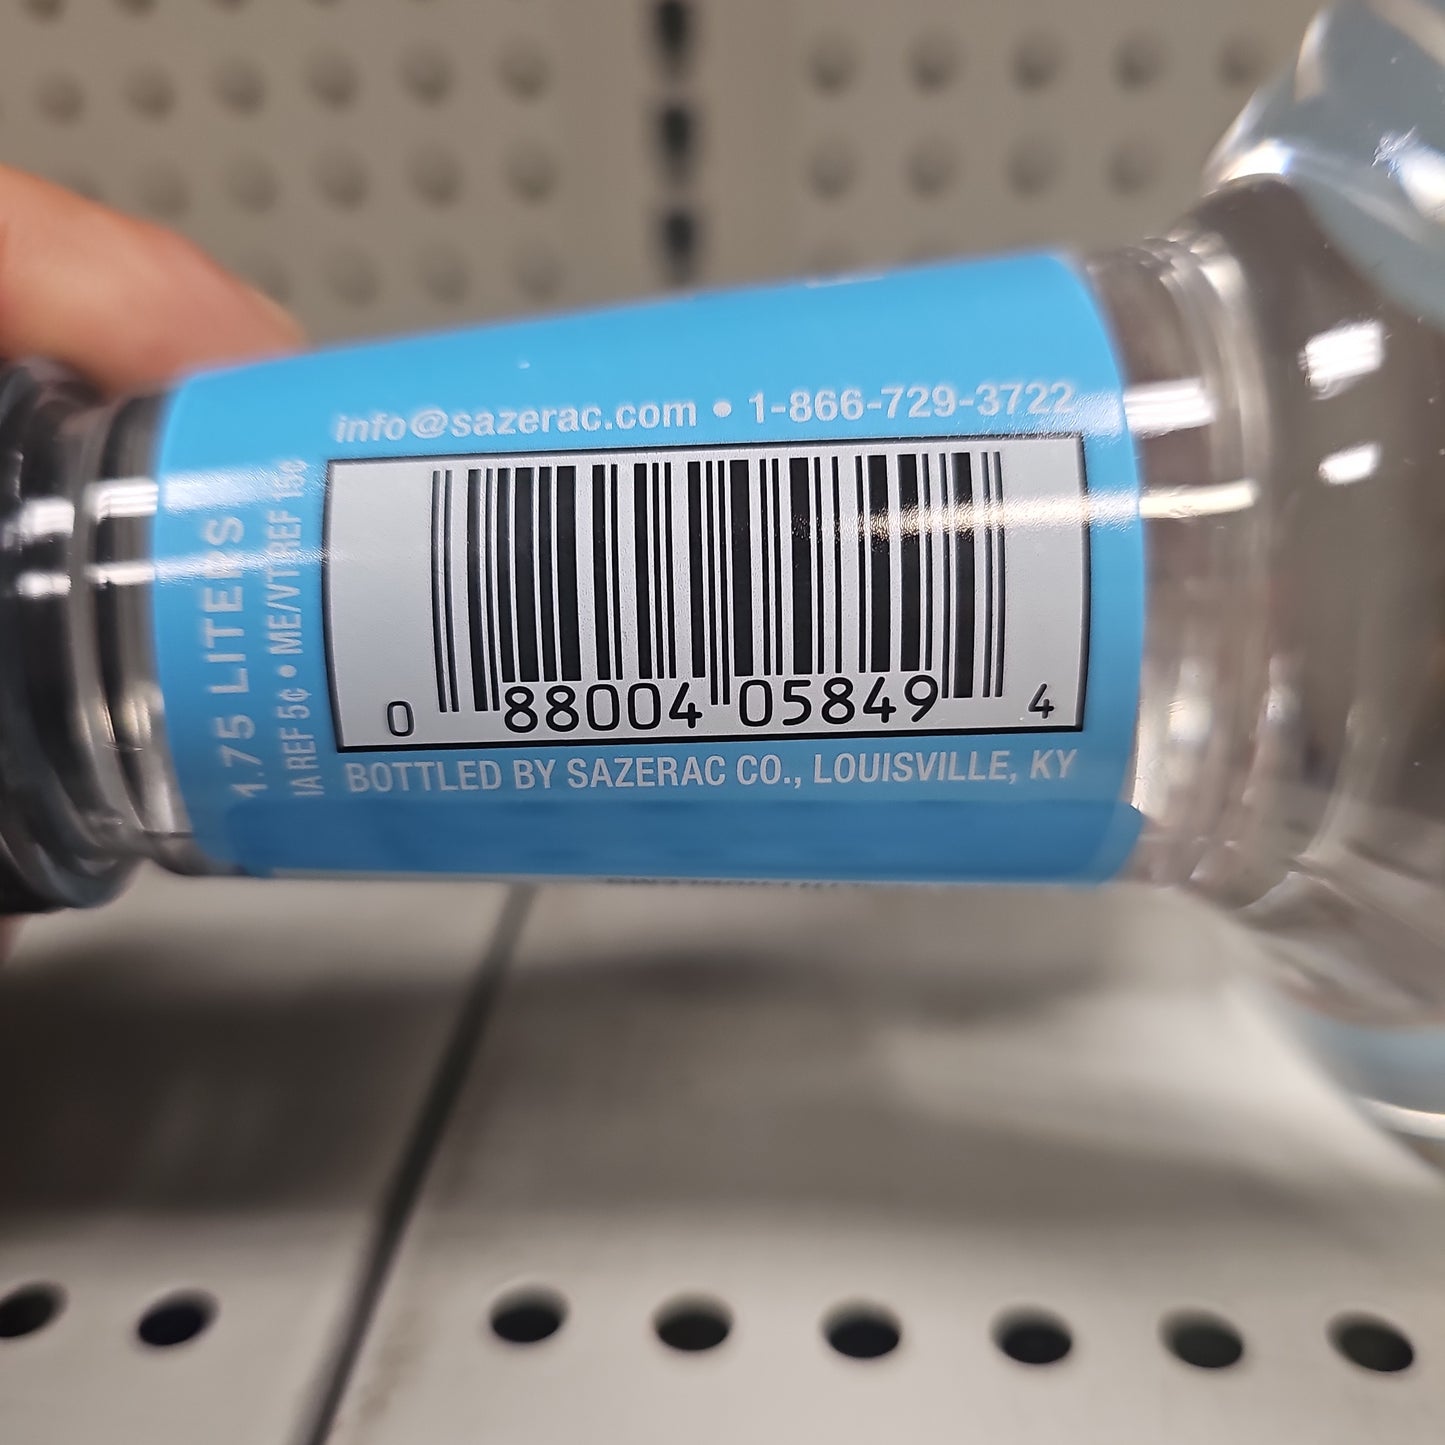 info@sazerac.com • 1-866-729-3722
0 88004 05849 4
BOTTLED BY SAZERAC CO., LOUISVILLE, KY
1.75 LITERS
IA REF 5¢ • ME/VT REF 15¢